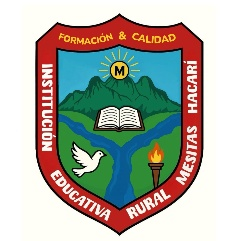 FORMACIÓN & CALIDAD
M
INSTITUCIÓN EDUCATIVA RURAL MESITAS HACARÍ